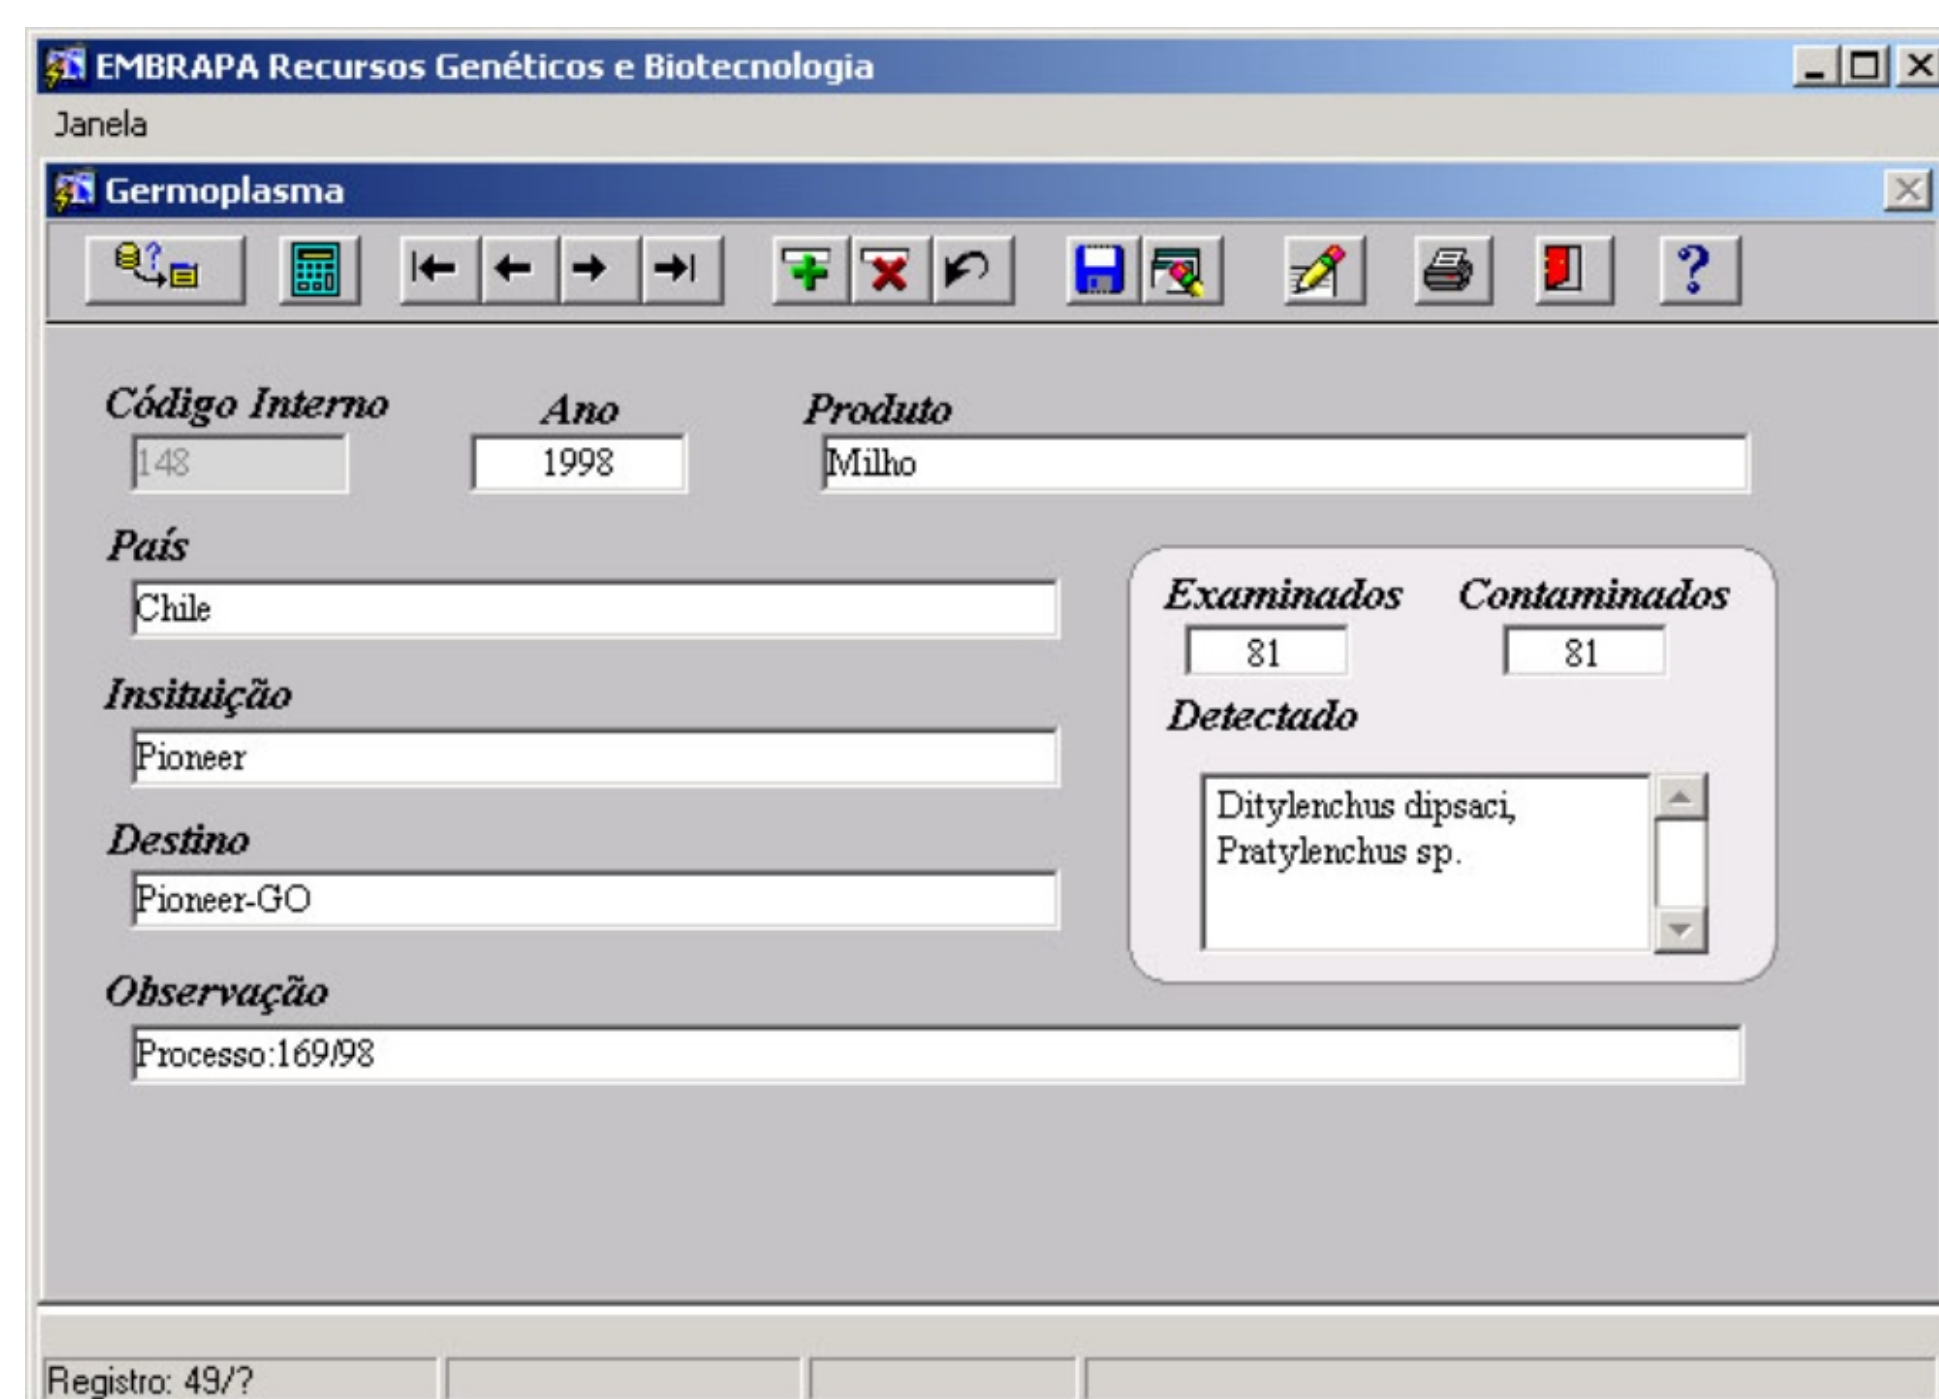 EMBRAPA Recursos Genéticos e Biotecnologia
Janela
Germoplasma
Código Interno Ano Produto
148 1998 Milho
País
Chile
Examinados Contaminados
81 81
Insituição
Pioneer
Detectado
Ditylenchus dipsaci,
Pratylenchus sp.
Destino
Pioneer-GO
Observação
Processo:169/98
Registro: 49/?